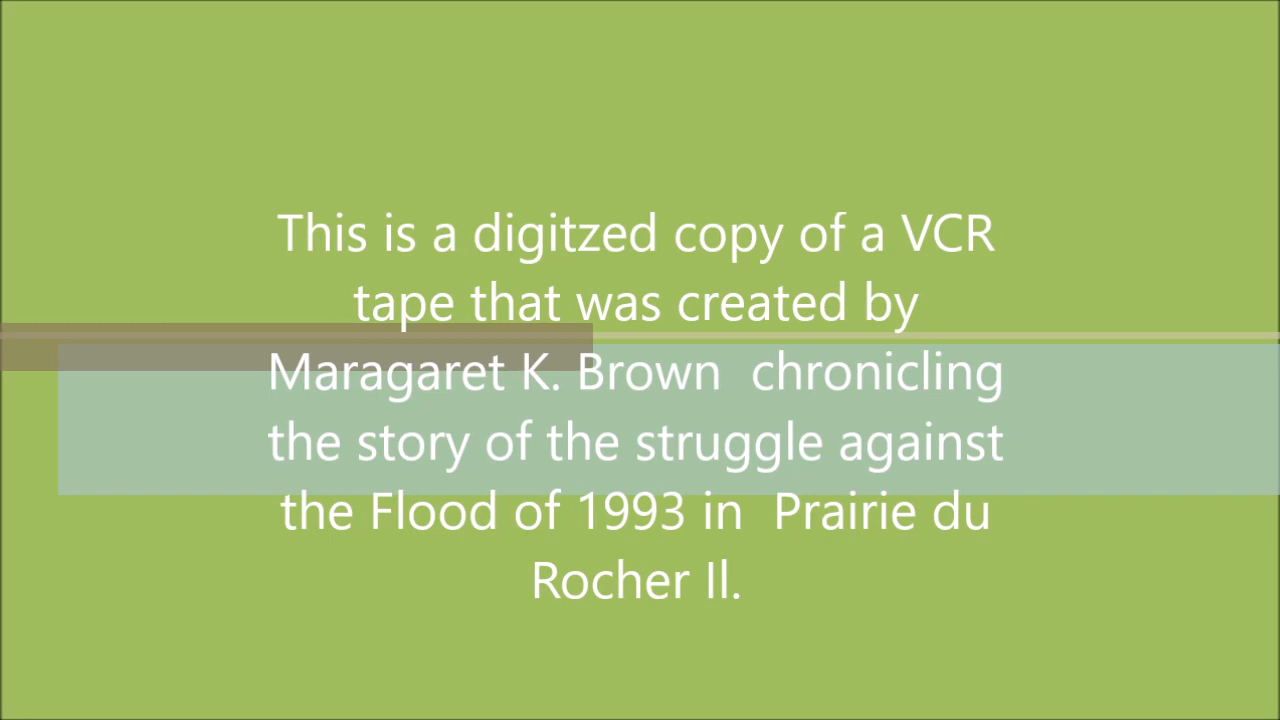 This is a digitzed copy of a VCR
tape that was created by
Maragaret K. Brown  chronicling
the story of the struggle against
the Flood of 1993 in  Prairie du
Rocher Il.